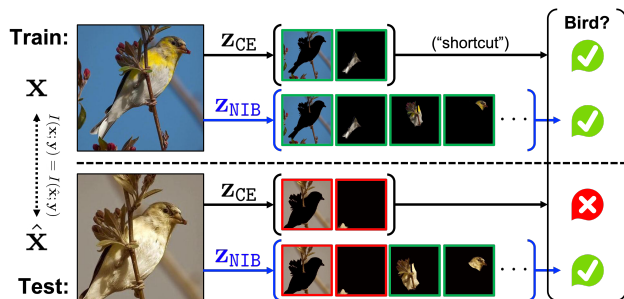 Bird?
Train:
z_CE
("shortcut")
x
z_NIB
· · ·
I(x; y) = I(x̂; y)
z_CE
x̂
z_NIB
· · ·
Test: